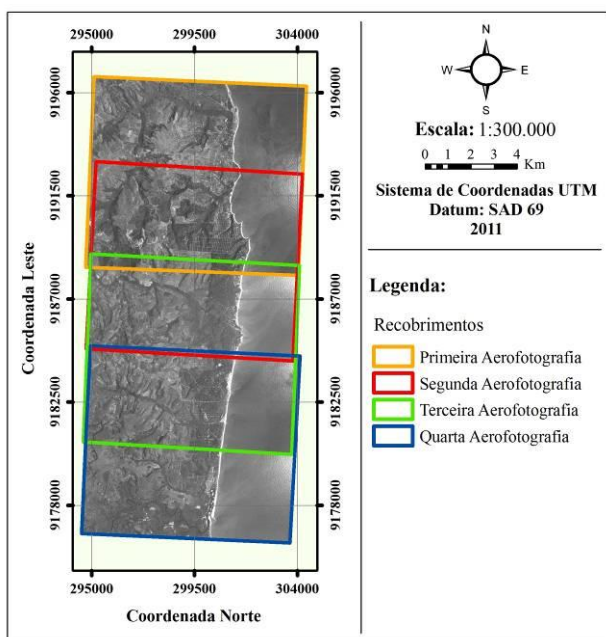 295000 299500 304000
9196000
9191500
9187000
9182500
9178000
Coordenada Leste
9196000
9191500
9187000
9182500
9178000
295000 299500 304000
Coordenada Norte
N
W E
S
Escala: 1:300.000
0 1 2 3 4
Km
Sistema de Coordenadas UTM
Datum: SAD 69
2011
Legenda:
Recobrimentos
Primeira Aerofotografia
Segunda Aerofotografia
Terceira Aerofotografia
Quarta Aerofotografia